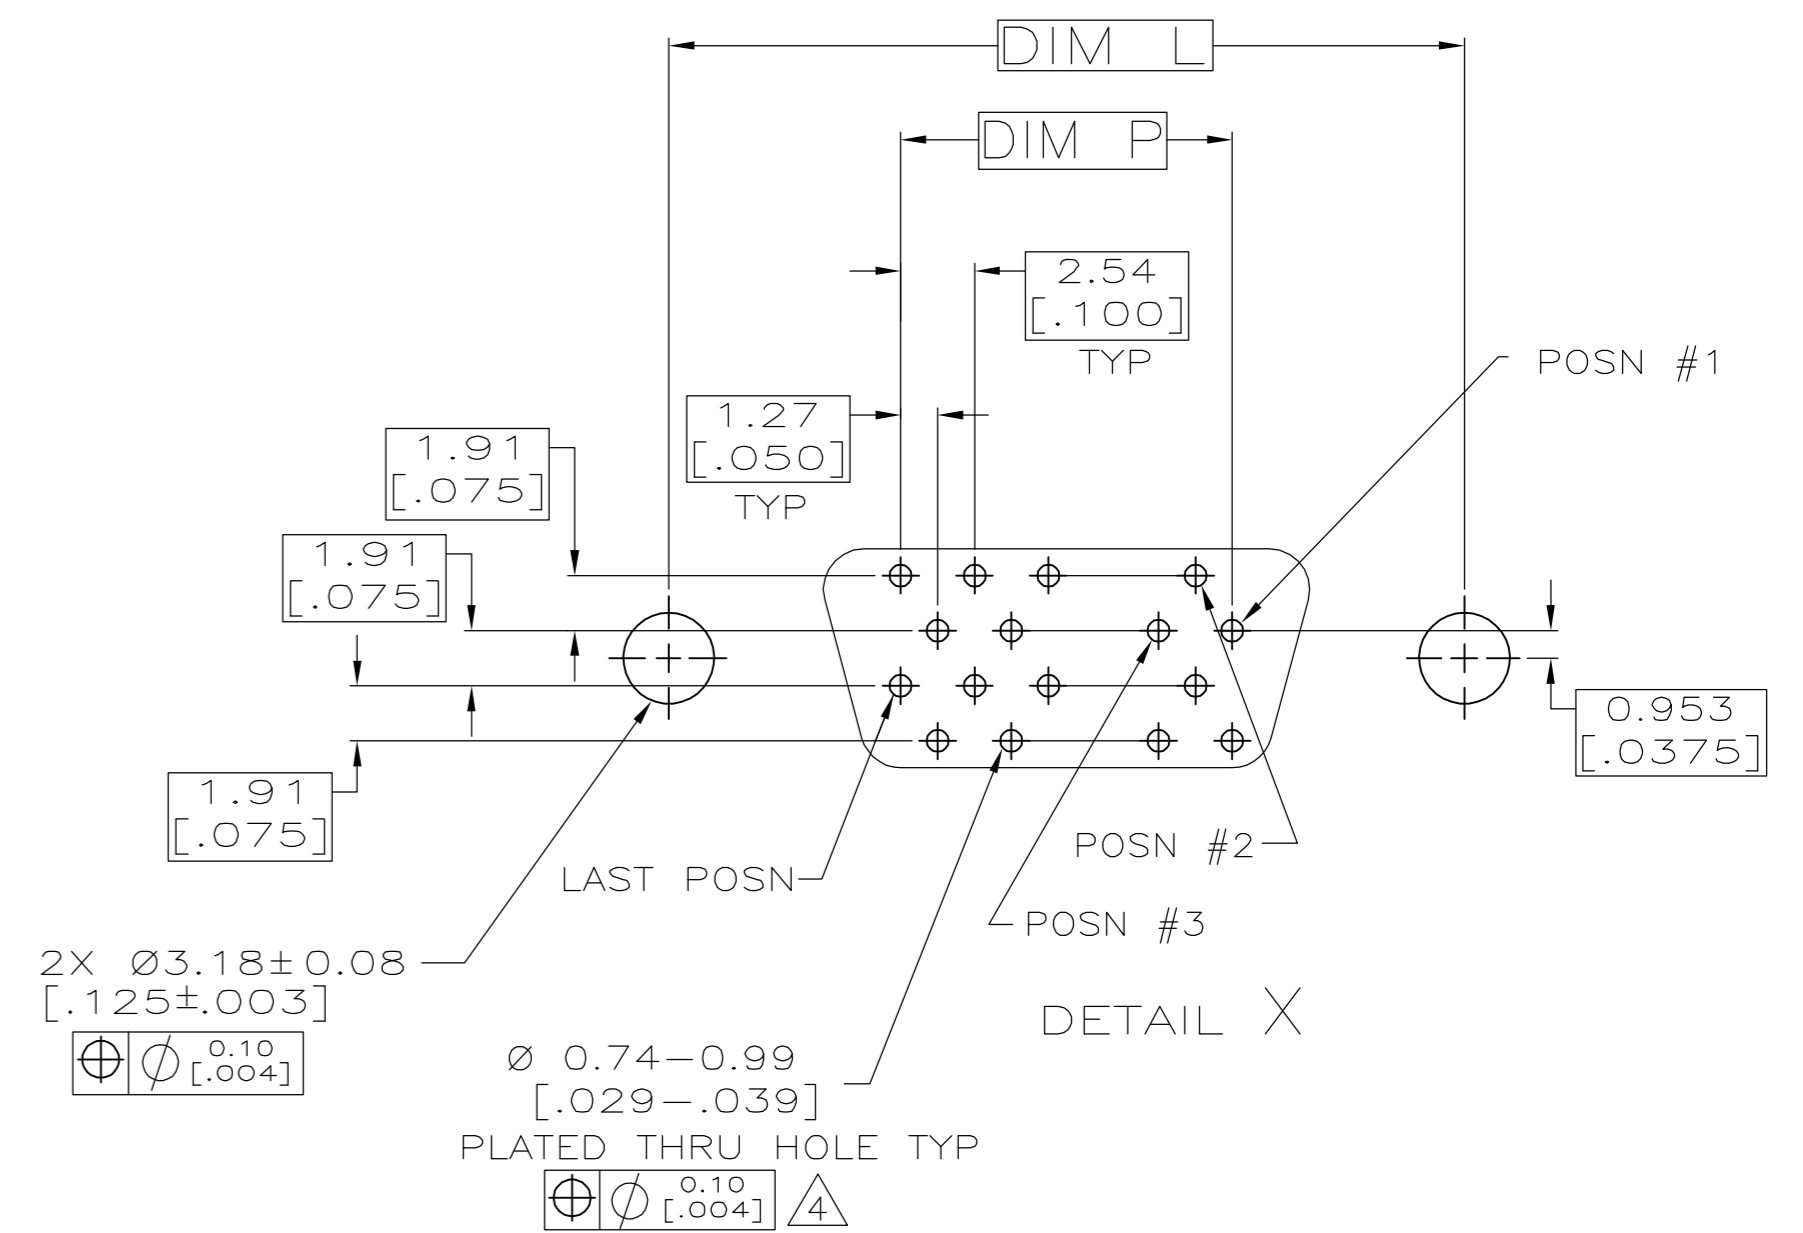 DIM L
DIM P
2.54
[.100]
TYP
POSN #1
1.27
[.050]
TYP
1.91
[.075]
1.91
[.075]
0.953
[.0375]
1.91
[.075]
POSN #2
LAST POSN
POSN #3
2X Ø3.18±0.08
[.125±.003]
⌖ ⌀ 0.10
[.004]
DETAIL X
Ø 0.74-0.99
[.029-.039]
PLATED THRU HOLE TYP
⌖ ⌀ 0.10
[.004]
4